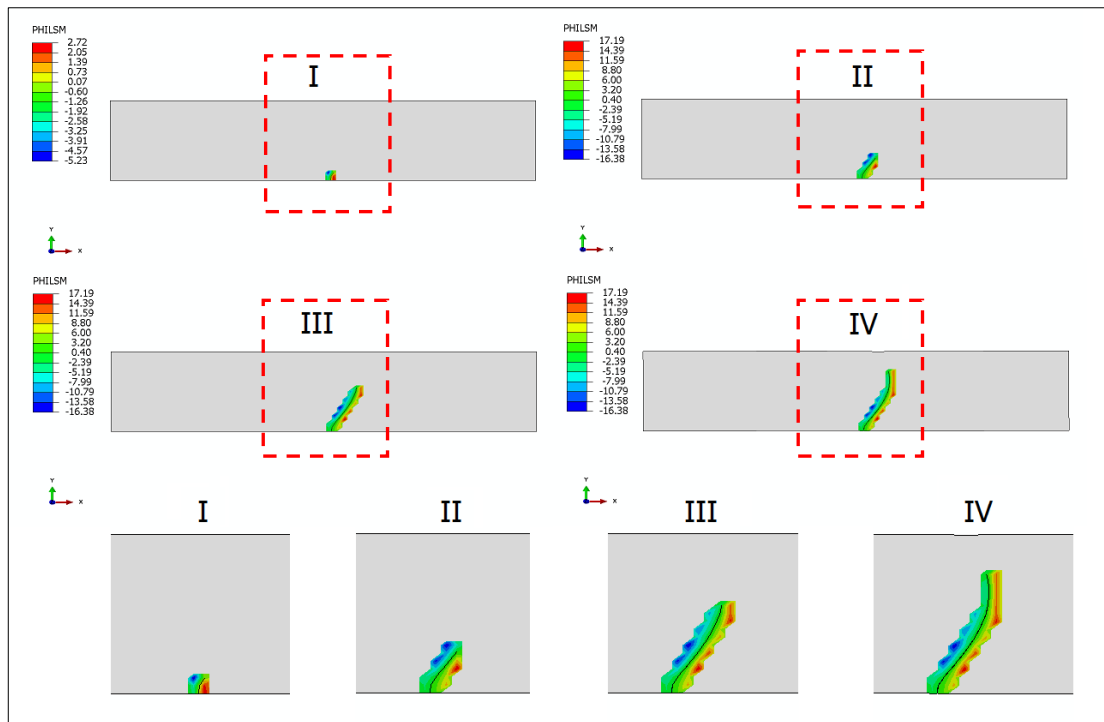 PHILSM
2.72
2.05
1.39
0.73
0.07
-0.60
-1.26
-1.92
-2.58
-3.25
-3.91
-4.57
-5.23
I
Y
X
PHILSM
17.19
14.39
11.59
8.80
6.00
3.20
0.40
-2.39
-5.19
-7.99
-10.79
-13.58
-16.38
II
Y
X
PHILSM
17.19
14.39
11.59
8.80
6.00
3.20
0.40
-2.39
-5.19
-7.99
-10.79
-13.58
-16.38
III
Y
X
PHILSM
17.19
14.39
11.59
8.80
6.00
3.20
0.40
-2.39
-5.19
-7.99
-10.79
-13.58
-16.38
IV
Y
X
I
II
III
IV